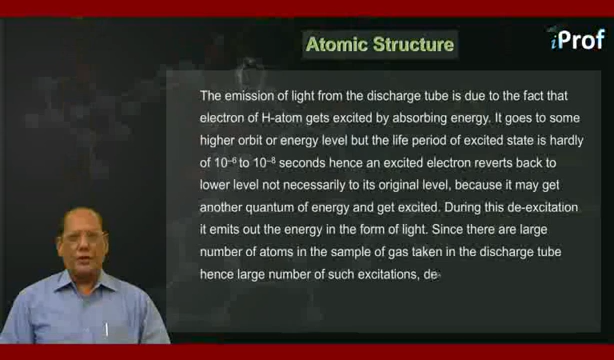 Atomic Structure
iProf
The emission of light from the discharge tube is due to the fact that
electron of H-atom gets excited by absorbing energy. It goes to some
higher orbit or energy level but the life period of excited state is hardly
of 10⁻⁶ to 10⁻⁸ seconds hence an excited electron reverts back to
lower level not necessarily to its original level, because it may get
another quantum of energy and get excited. During this de-excitation
it emits out the energy in the form of light. Since there are large
number of atoms in the sample of gas taken in the discharge tube
hence large number of such excitations, de